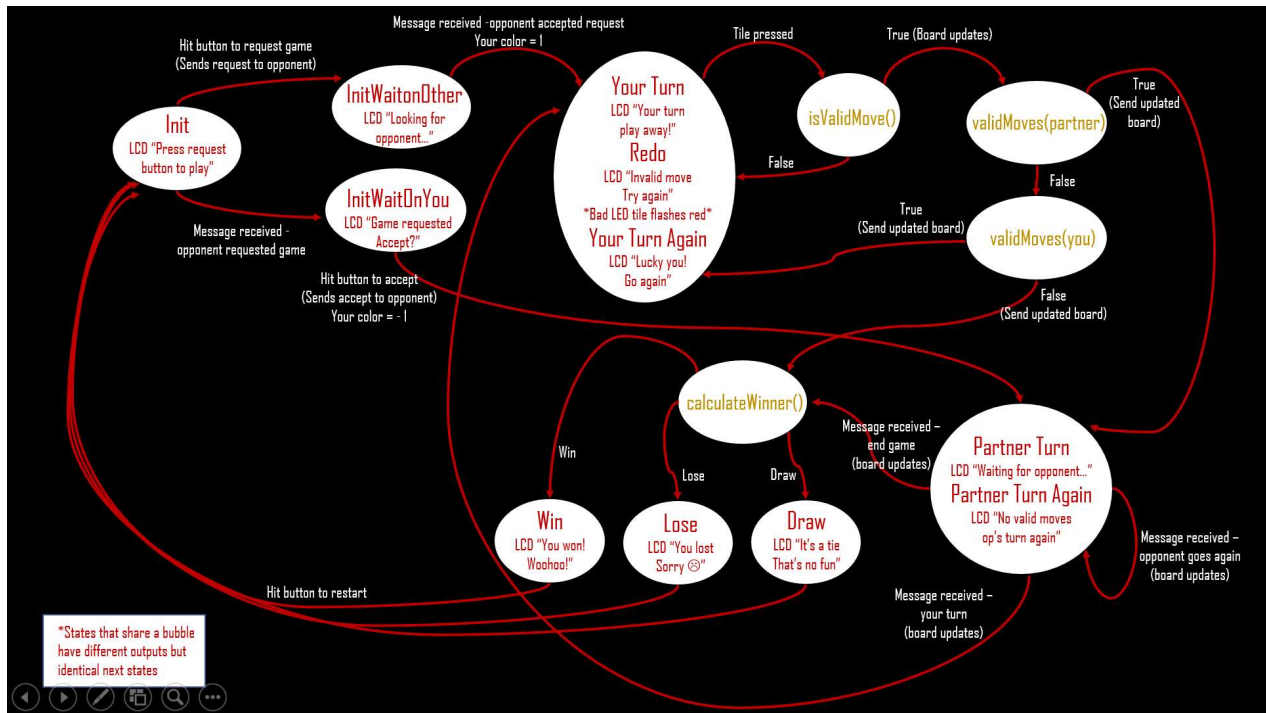 Message received -opponent accepted request
Your color = 1
Hit button to request game
(Sends request to opponent)
Tile pressed
True (Board updates)
InitWaitonOther
LCD “Looking for
opponent...”
Init
LCD “Press request
button to play”
Your Turn
LCD “Your turn
play away!”
Redo
LCD “Invalid move
Try again”
*Bad LED tile flashes red*
Your Turn Again
LCD “Lucky you!
Go again”
isValidMove()
False
validMoves(partner)
True
(Send updated
board)
False
InitWaitOnYou
LCD “Game requested
Accept?”
Message received -
opponent requested game
True
(Send updated board)
validMoves(you)
Hit button to accept
(Sends accept to opponent)
Your color = - 1
False
(Send updated board)
calculateWinner()
Message received –
end game
(board updates)
Partner Turn
LCD “Waiting for opponent...”
Partner Turn Again
LCD “No valid moves
op's turn again”
Win
Lose
Draw
Win
LCD “You won!
Woohoo!”
Lose
LCD “You lost
Sorry ☹”
Draw
LCD “It's a tie
That's no fun”
Message received –
opponent goes again
(board updates)
Hit button to restart
Message received –
your turn
(board updates)
*States that share a bubble
have different outputs but
identical next states